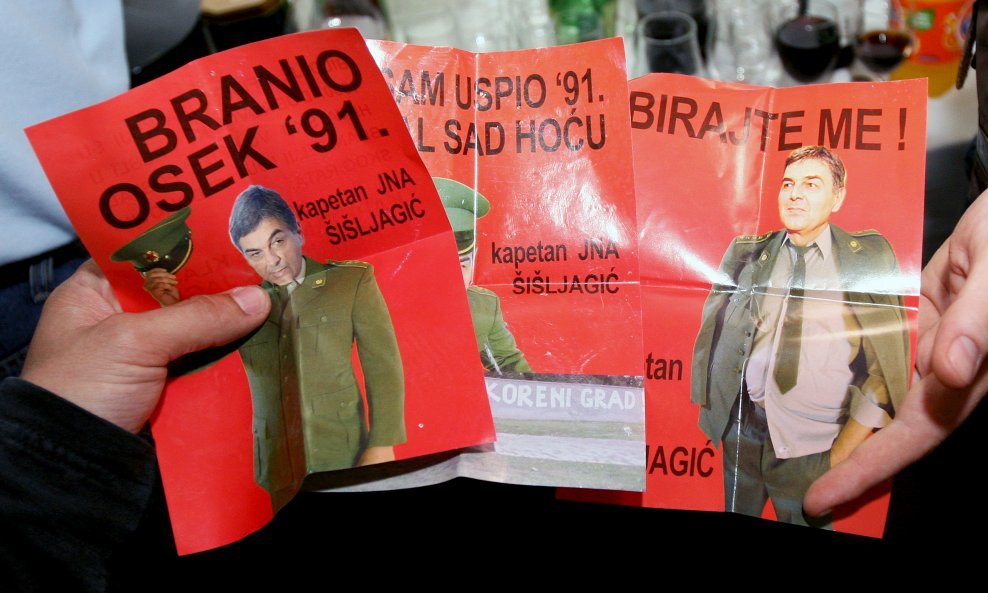 BRANIO
OSEK '91.
kapetan JNA
ŠIŠLJAGIĆ
AM USPIO '91.
L SAD HOĆU
kapetan JNA
ŠIŠLJAGIĆ
KORENI GRAD
BIRAJTE ME !
tan
JAGIĆ